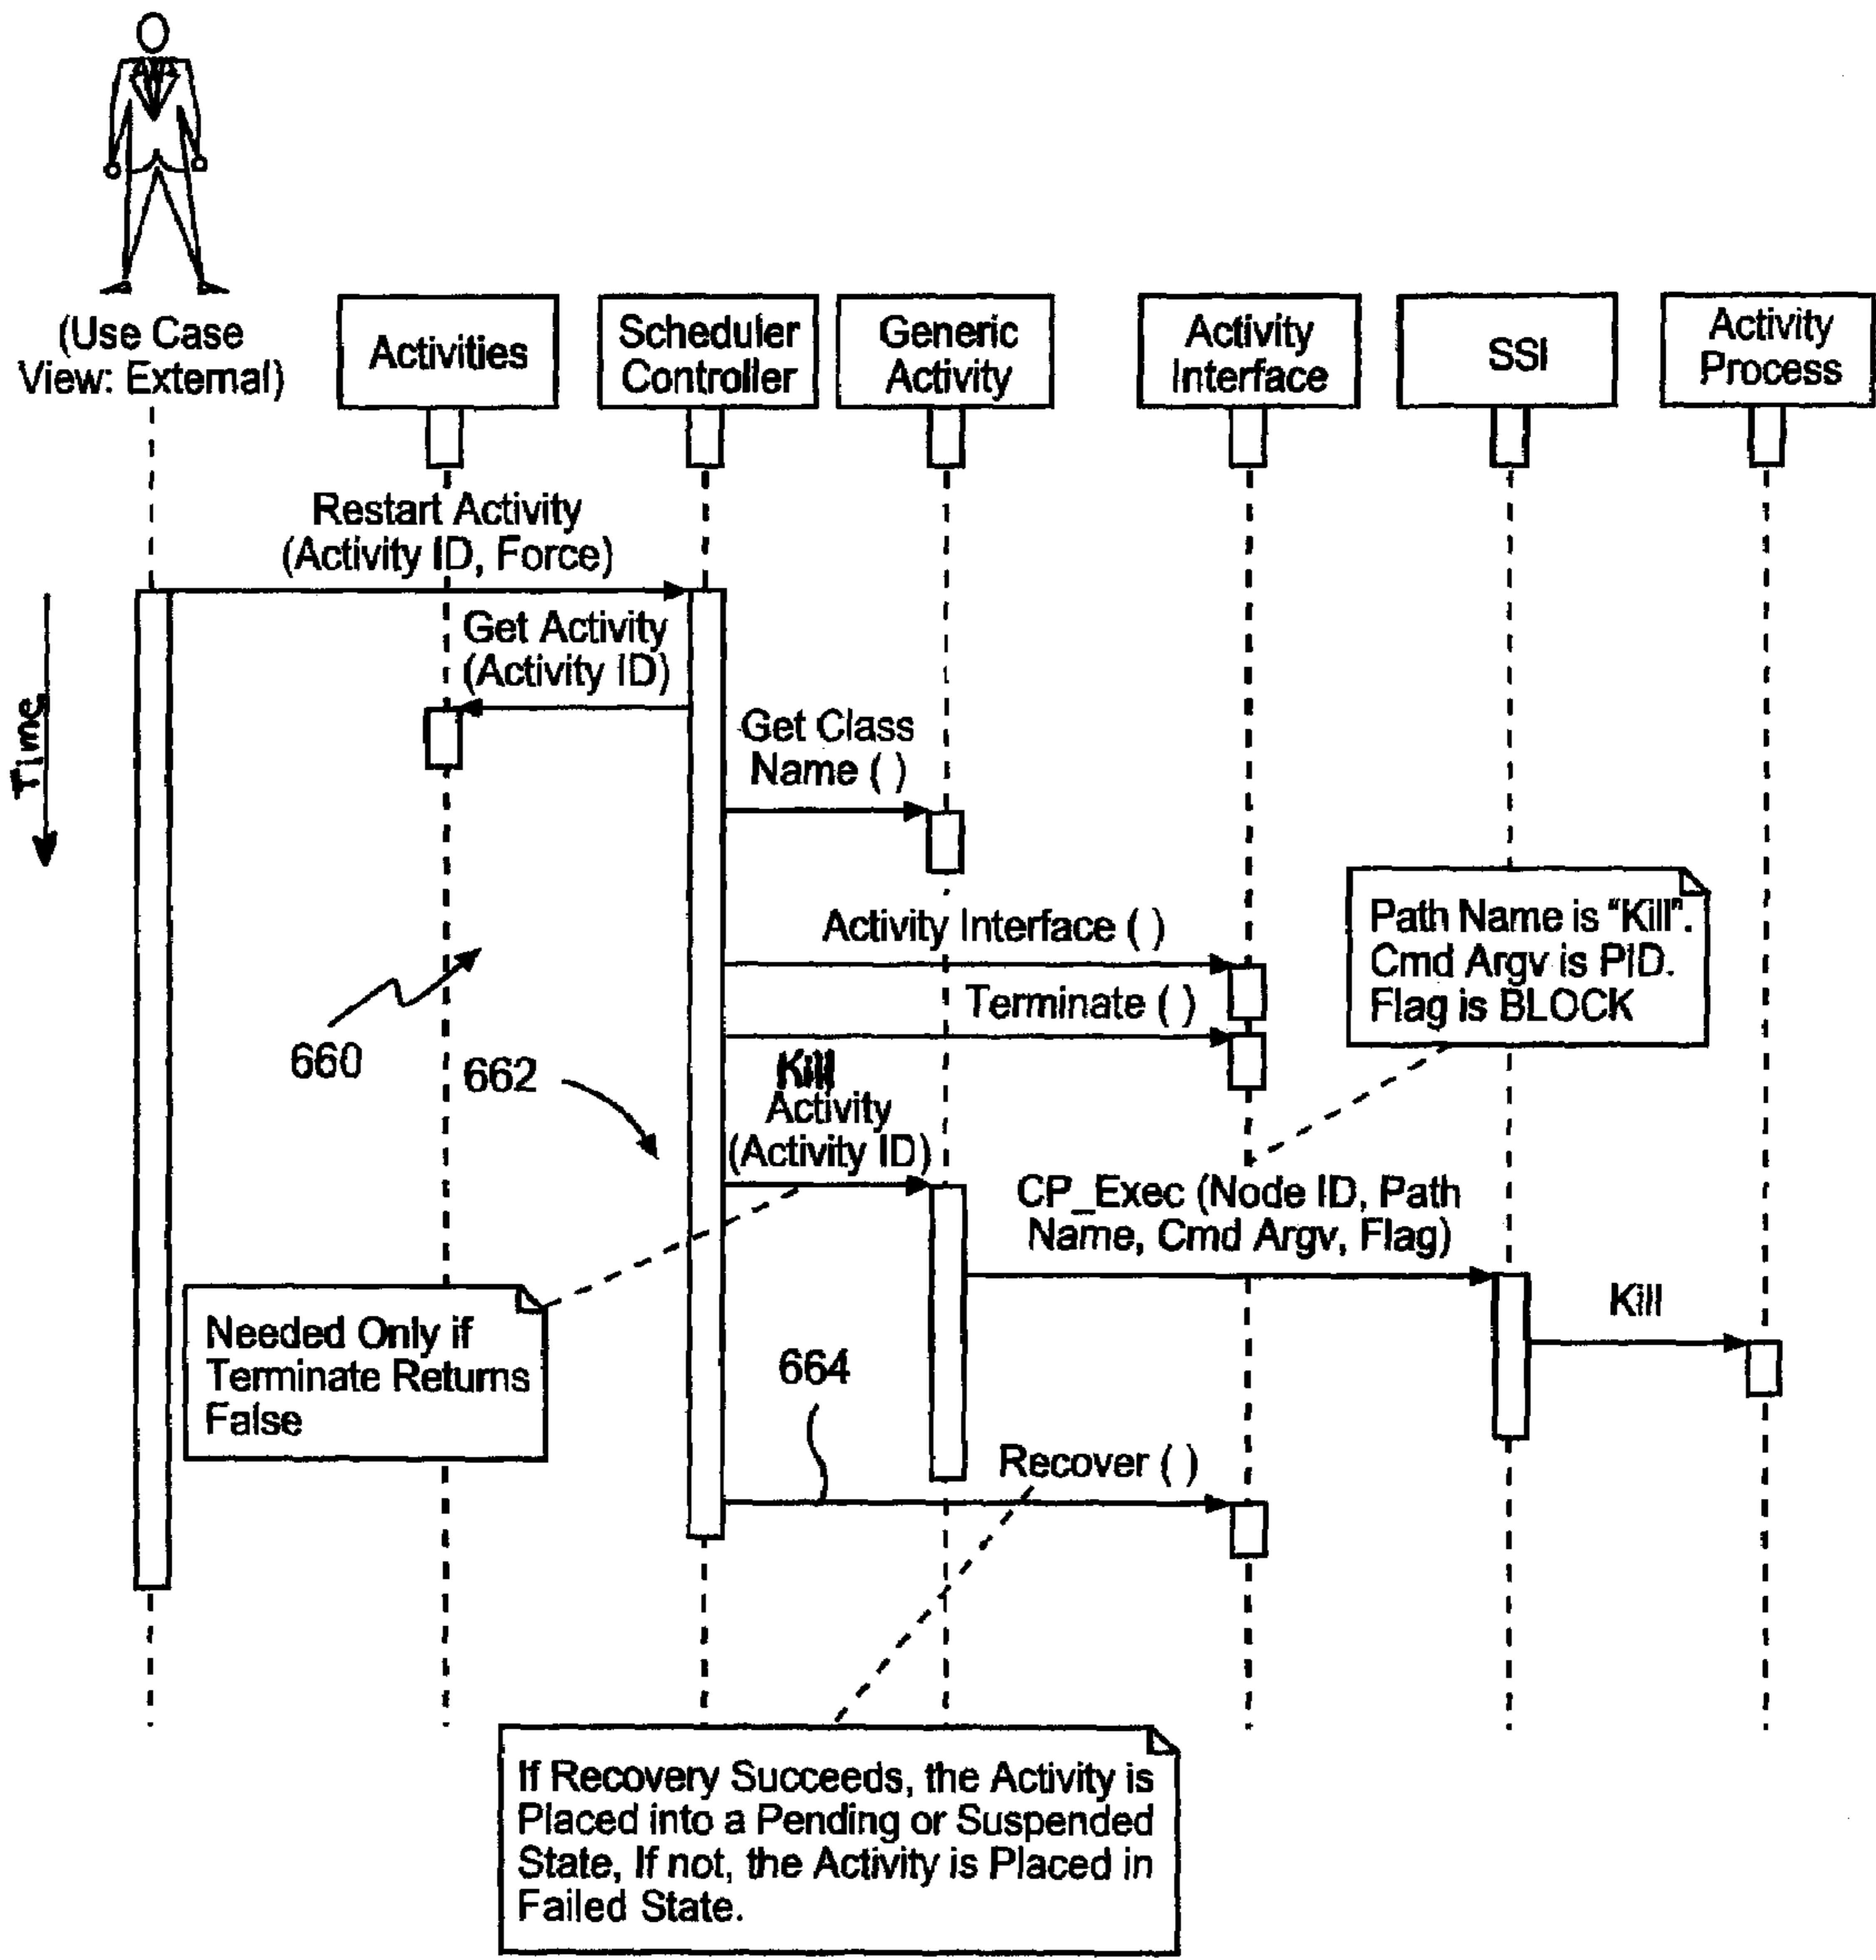 (Use Case
View: External)
Activities
Scheduler
Controller
Generic
Activity
Activity
Interface
SSI
Activity
Process
Restart Activity
(Activity ID, Force)
Time
Get Activity
(Activity ID)
Get Class
Name ( )
Activity Interface ( )
Path Name is "Kill".
Cmd Argv is PID.
Flag is BLOCK
Terminate ( )
660
662
Kill
Activity
(Activity ID)
CP_Exec (Node ID, Path
Name, Cmd Argv, Flag)
Kill
Needed Only if
Terminate Returns
False
664
Recover ( )
If Recovery Succeeds, the Activity is
Placed into a Pending or Suspended
State, If not, the Activity is Placed in
Failed State.